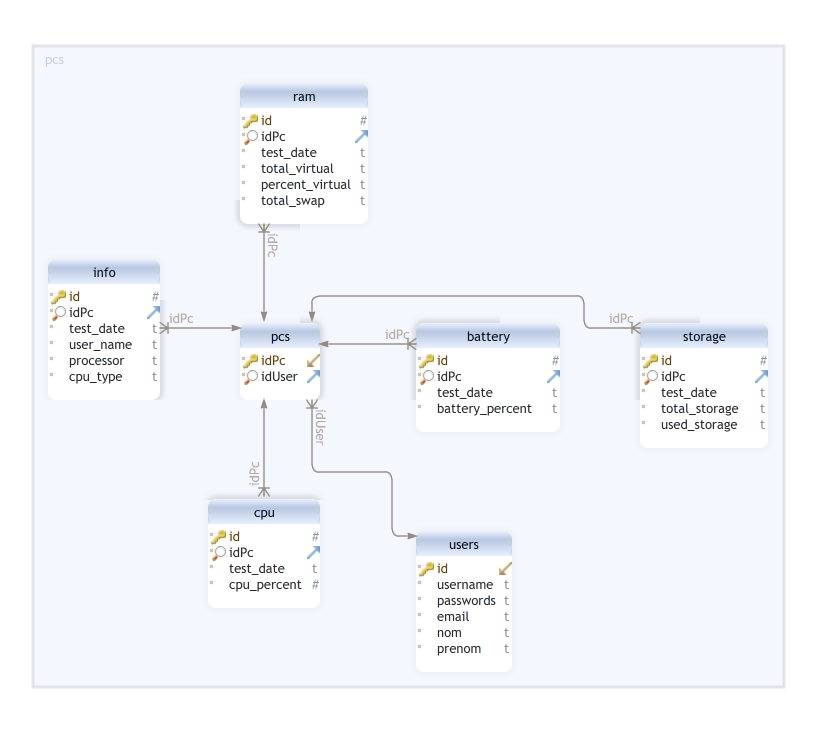 pcs
ram
id #
idPc
test_date t
total_virtual t
percent_virtual t
total_swap t
idPc
info
id #
idPc
test_date t
user_name t
processor t
cpu_type t
idPc
pcs
idPc
idUser
idPc
battery
id #
idPc
test_date t
battery_percent t
idPc
storage
id #
idPc
test_date t
total_storage t
used_storage t
idUser
idPc
cpu
id #
idPc
test_date t
cpu_percent #
users
id
username t
passwords t
email t
nom t
prenom t